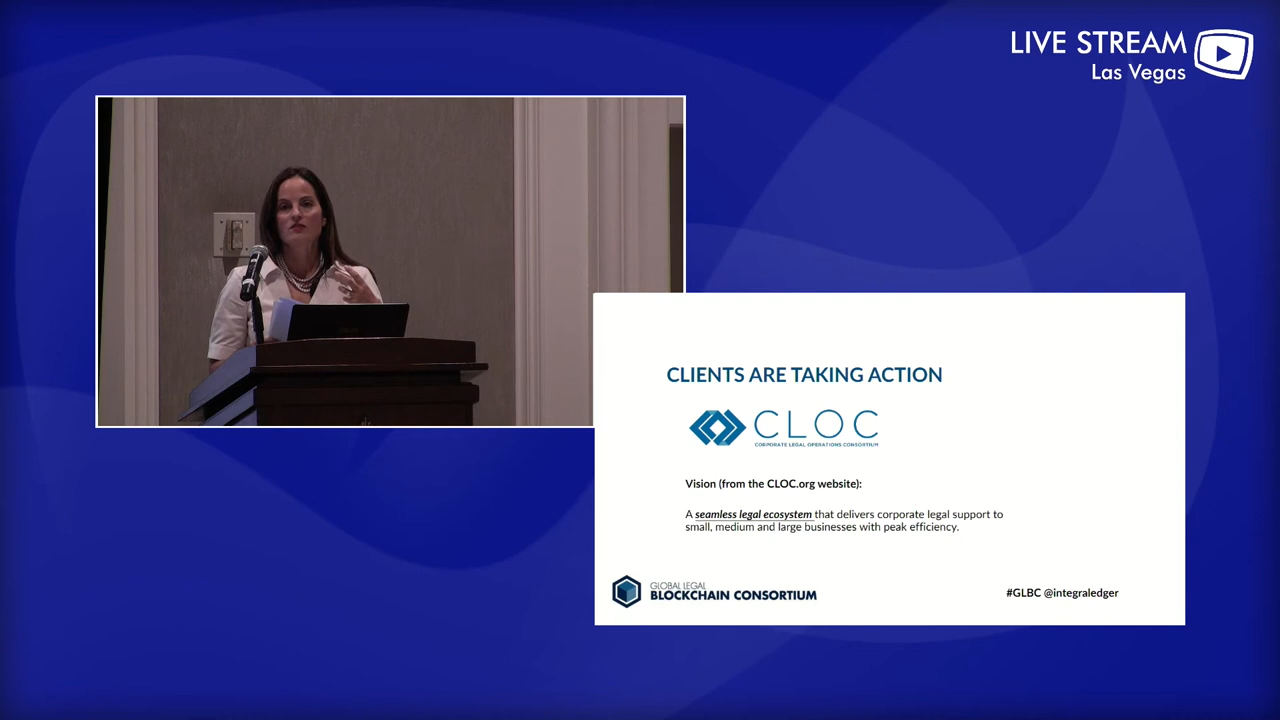 LIVE STREAM
Las Vegas
CLIENTS ARE TAKING ACTION
CLOC
CORPORATE LEGAL OPERATIONS CONSORTIUM
Vision (from the CLOC.org website):
A seamless legal ecosystem that delivers corporate legal support to
small, medium and large businesses with peak efficiency.
GLOBAL LEGAL
BLOCKCHAIN CONSORTIUM
#GLBC @integraledger